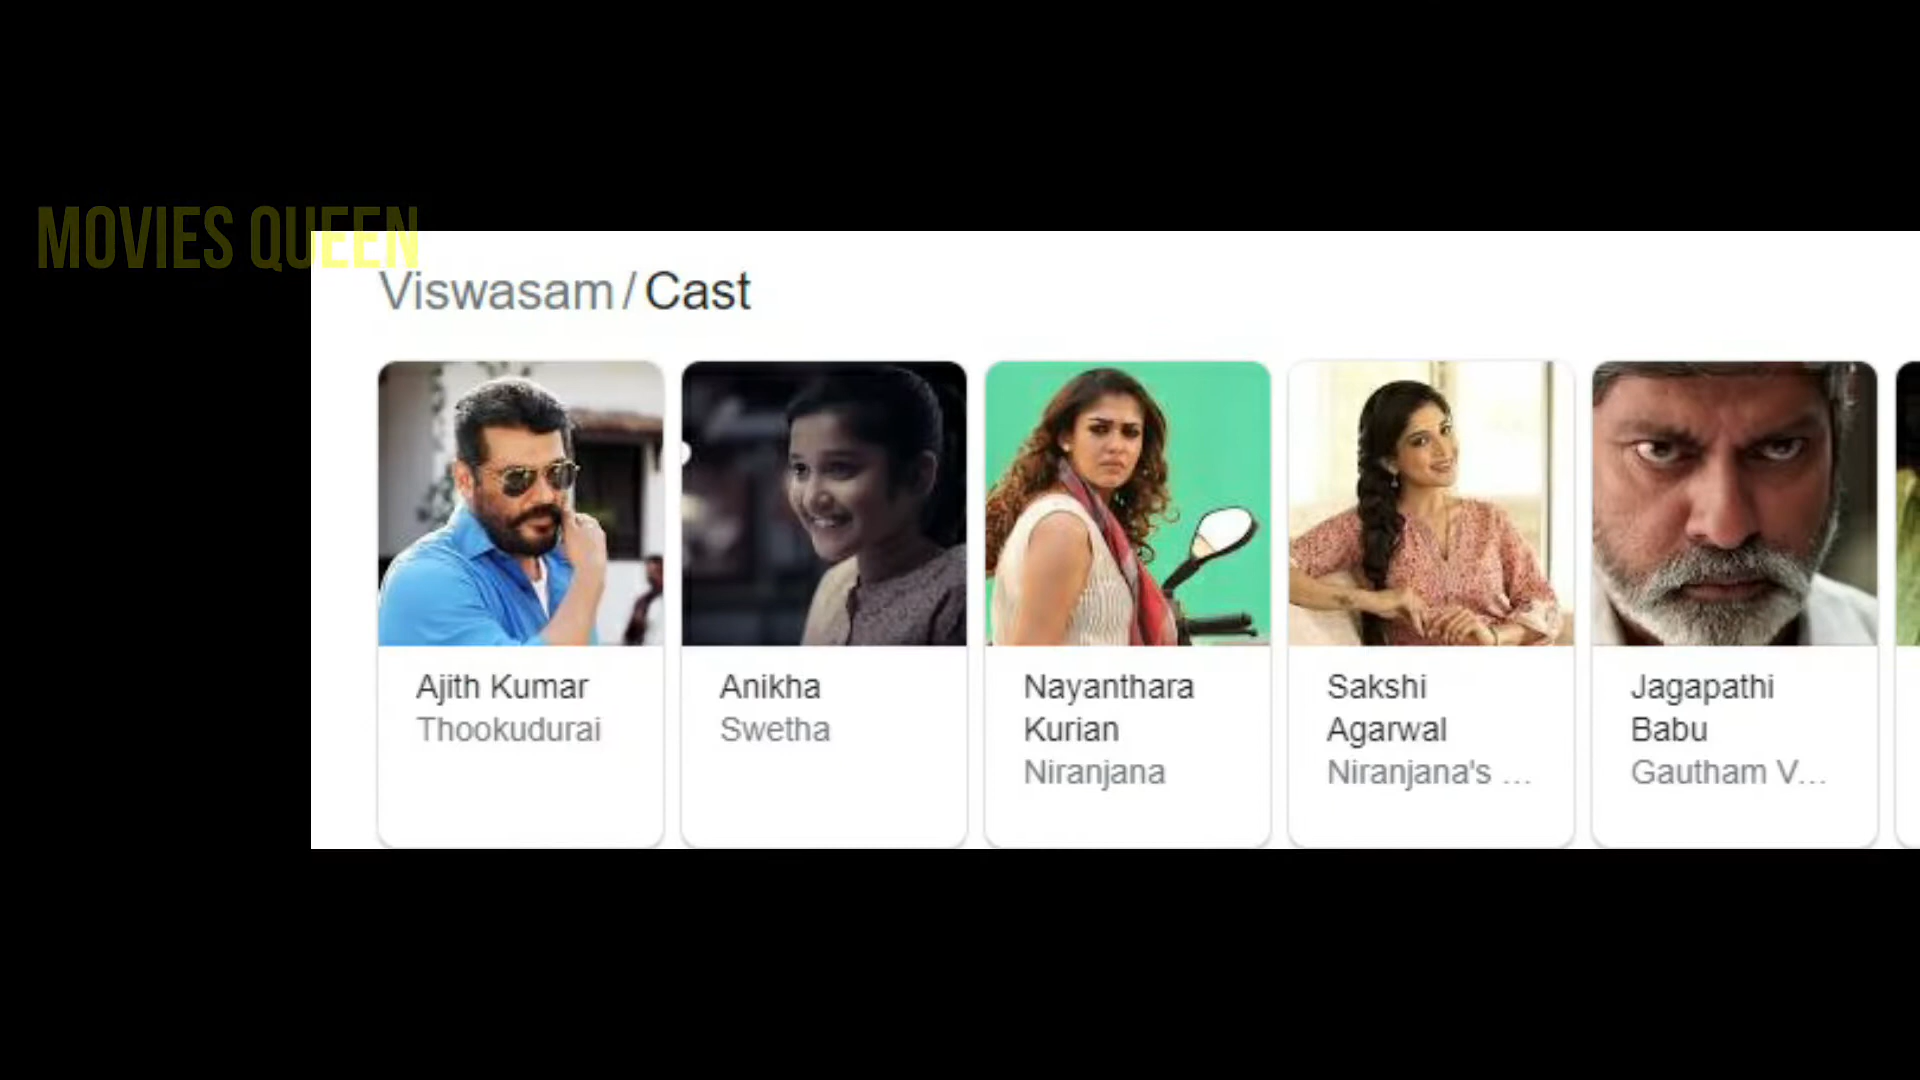 MOVIES QUEEN
Viswasam / Cast
Ajith Kumar
Thookudurai
Anikha
Swetha
Nayanthara
Kurian
Niranjana
Sakshi
Agarwal
Niranjana's ...
Jagapathi
Babu
Gautham V...